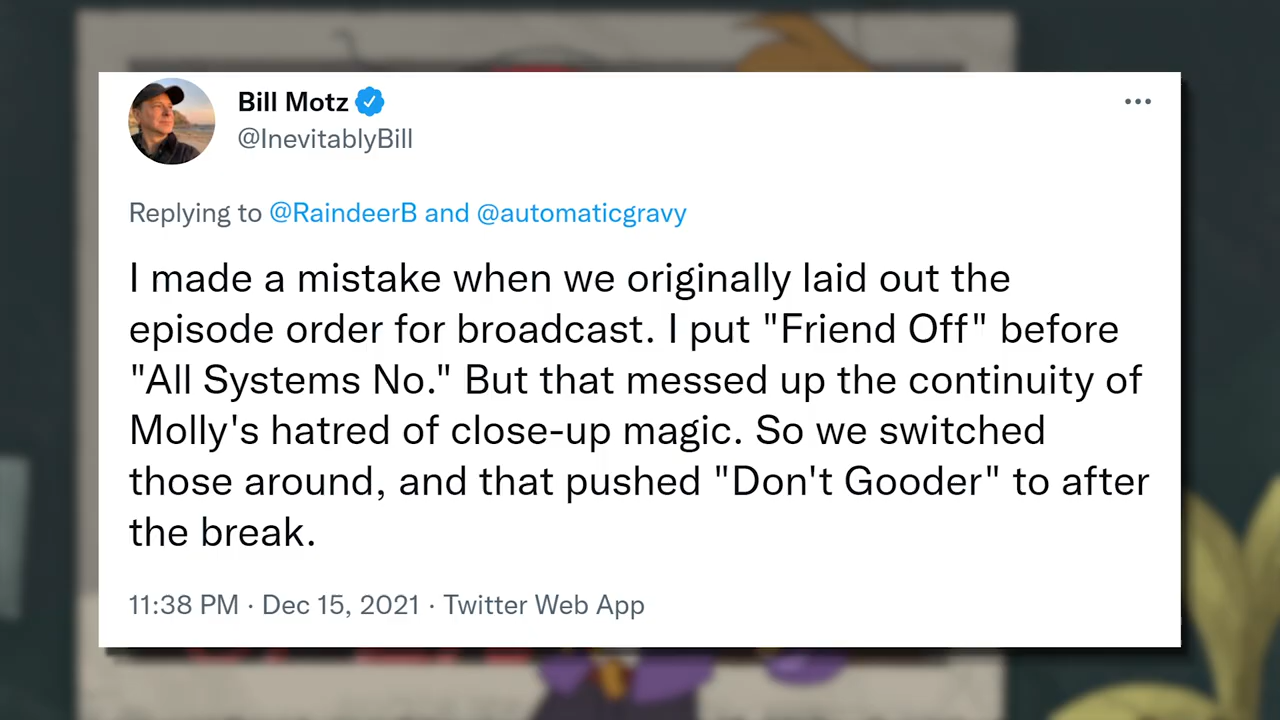 Bill Motz
@InevitablyBill
Replying to @RaindeerB and @automaticgravy
I made a mistake when we originally laid out the
episode order for broadcast. I put "Friend Off" before
"All Systems No." But that messed up the continuity of
Molly's hatred of close-up magic. So we switched
those around, and that pushed "Don't Gooder" to after
the break.
11:38 PM · Dec 15, 2021 · Twitter Web App